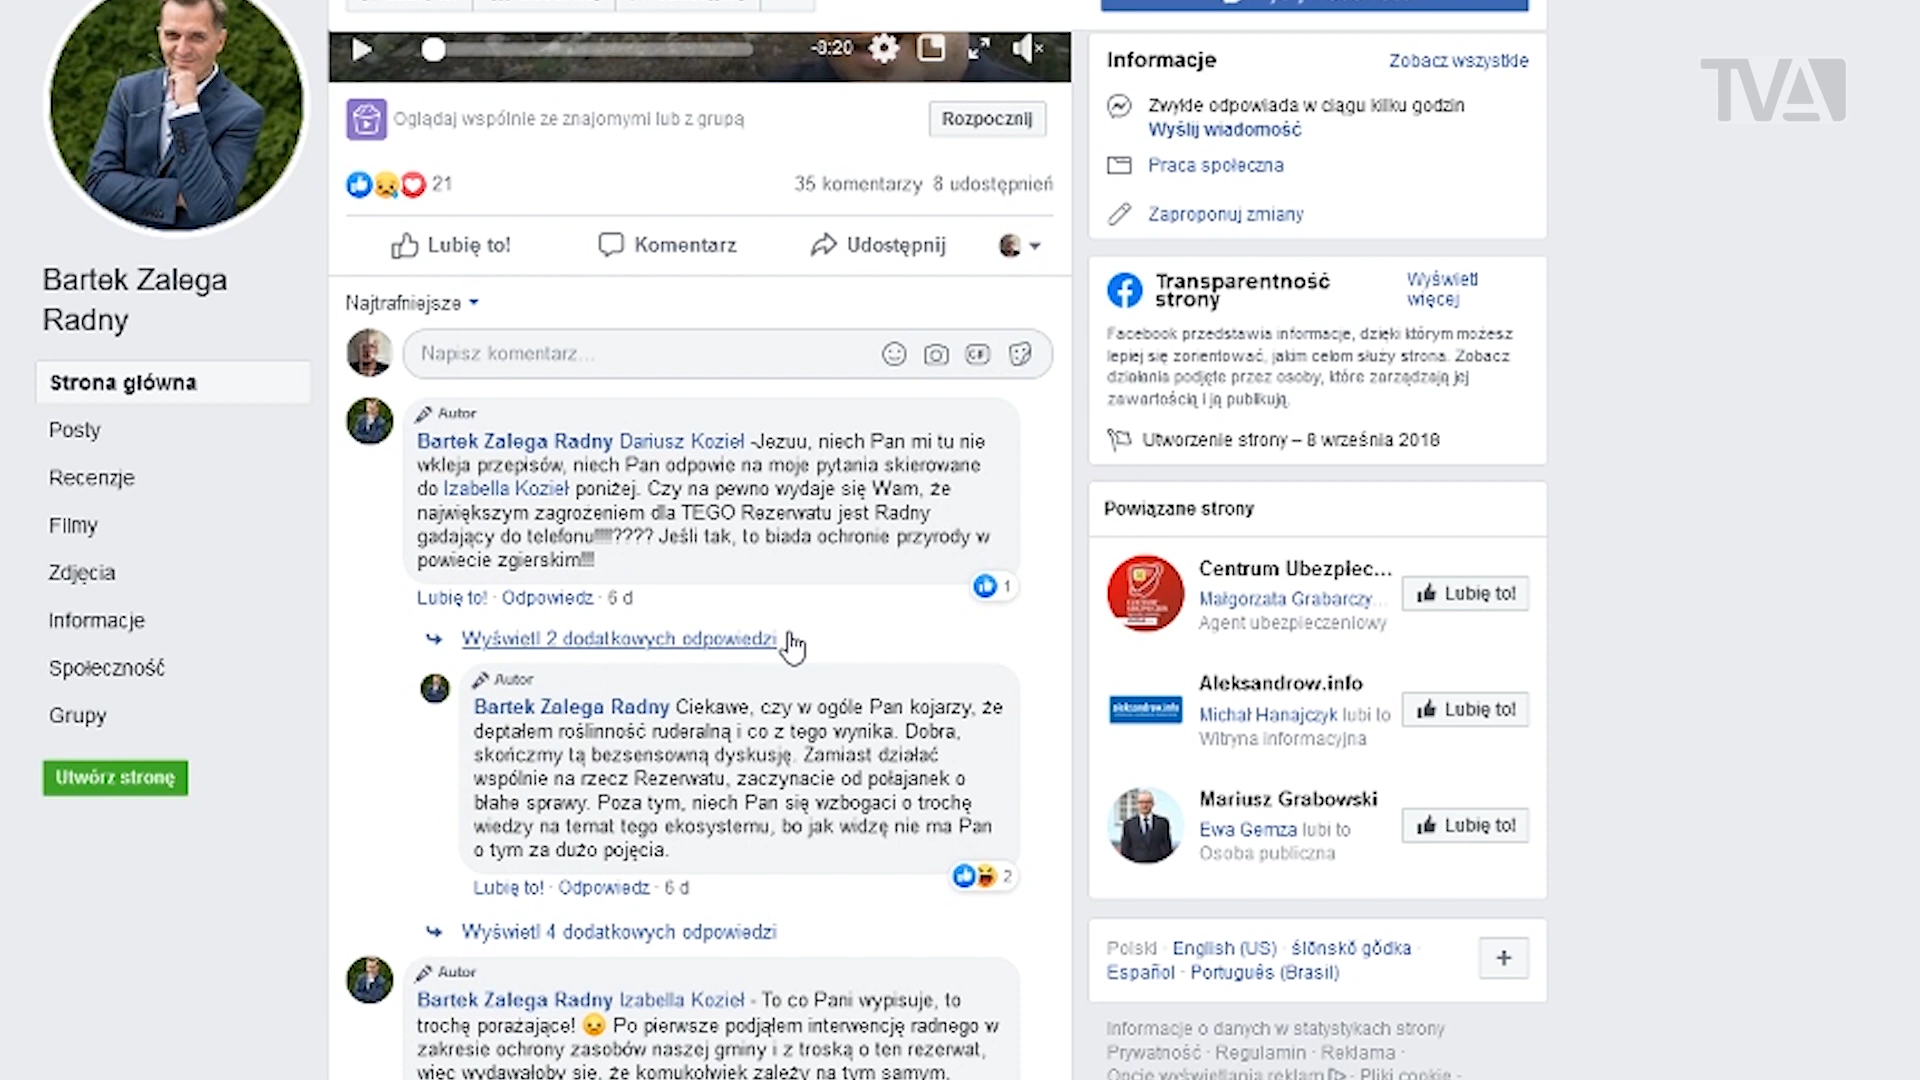 -8:20
Oglądaj wspólnie ze znajomymi lub z grupą
Rozpocznij
21
35 komentarzy 8 udostępnień
Lubię to!
Komentarz
Udostępnij
Najtrafniejsze
Napisz komentarz...
GIF
Autor
Bartek Zalega Radny Dariusz Kozieł -Jezuu, niech Pan mi tu nie
wkleja przepisów, niech Pan odpowie na moje pytania skierowane
do Izabella Kozieł poniżej. Czy na pewno wydaje się Wam, że
największym zagrożeniem dla TEGO Rezerwatu jest Radny
gadający do telefonu!!!!!???? Jeśli tak, to biada ochronie przyrody w
powiecie zgierskim!!!!
1
Lubię to! · Odpowiedz · 6 d
Wyświetl 2 dodatkowych odpowiedzi
Autor
Bartek Zalega Radny Ciekawe, czy w ogóle Pan kojarzy, że
deptałem roślinność ruderalną i co z tego wynika. Dobra,
skończmy tą bezsensowną dyskusję. Zamiast działać
wspólnie na rzecz Rezerwatu, zaczynacie od połajanek o
błahe sprawy. Poza tym, niech Pan się wzbogaci o trochę
wiedzy na temat tego ekosystemu, bo jak widzę nie ma Pan
o tym za dużo pojęcia.
2
Lubię to! · Odpowiedz · 6 d
Wyświetl 4 dodatkowych odpowiedzi
Autor
Bartek Zalega Radny Izabella Kozieł - To co Pani wypisuje, to
trochę porażające! Po pierwsze podjąłem interwencję radnego w
zakresie ochrony zasobów naszej gminy i z troską o ten rezerwat,
więc wydawałoby się, że komukolwiek zależy na tym samym.
Bartek Zalega
Radny
Strona główna
Posty
Recenzje
Filmy
Zdjęcia
Informacje
Społeczność
Grupy
Utwórz stronę
Informacje
Zobacz wszystkie
Zwykle odpowiada w ciągu kilku godzin
Wyślij wiadomość
Praca społeczna
Zaproponuj zmiany
Transparentność
strony
Wyświetl
więcej
Facebook przedstawia informacje, dzięki którym możesz
lepiej się zorientować, jakim celom służy strona. Zobacz
działania podjęte przez osoby, które zarządzają jej
zawartością i ją publikują.
Utworzenie strony – 8 września 2018
Powiązane strony
Centrum Ubezpiec...
Małgorzata Grabarczy...
Agent ubezpieczeniowy
Lubię to!
aleksandrow.info
Aleksandrow.info
Michał Hanajczyk lubi to
Witryna informacyjna
Lubię to!
Mariusz Grabowski
Ewa Gemza lubi to
Osoba publiczna
Lubię to!
Polski · English (US) · ślōnskŏ gŏdka ·
Español · Português (Brasil)
+
Informacje o danych w statystykach strony
Prywatność · Regulamin · Reklama ·
Opcje wyświetlania reklam · Pliki cookie ·
TVA